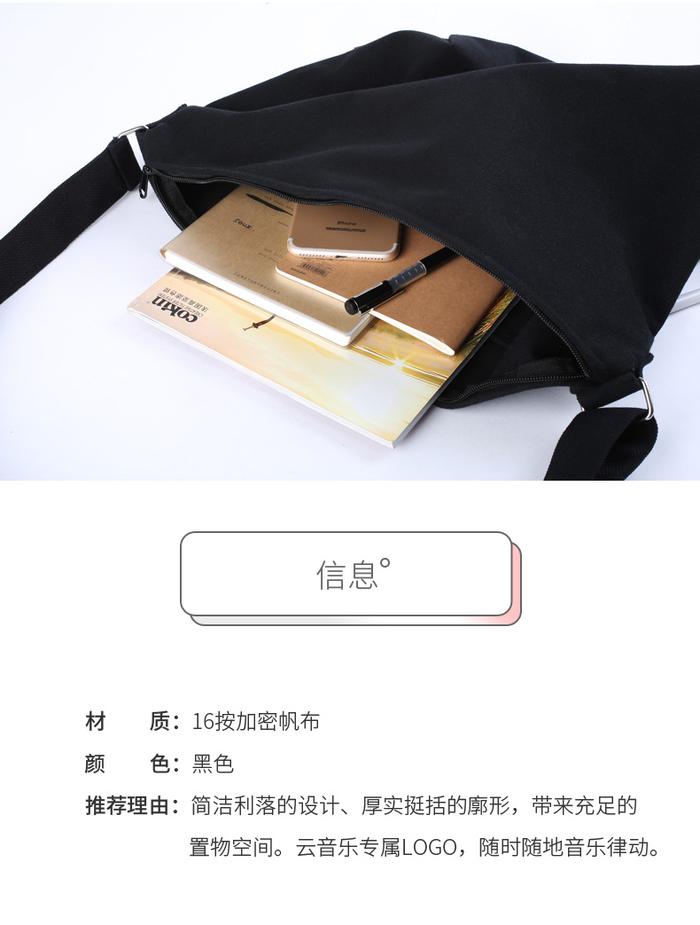 iPhone
cokin
信息
材 质：16按加密帆布
颜 色：黑色
推荐理由：简洁利落的设计、厚实挺括的廓形，带来充足的
置物空间。云音乐专属LOGO，随时随地音乐律动。